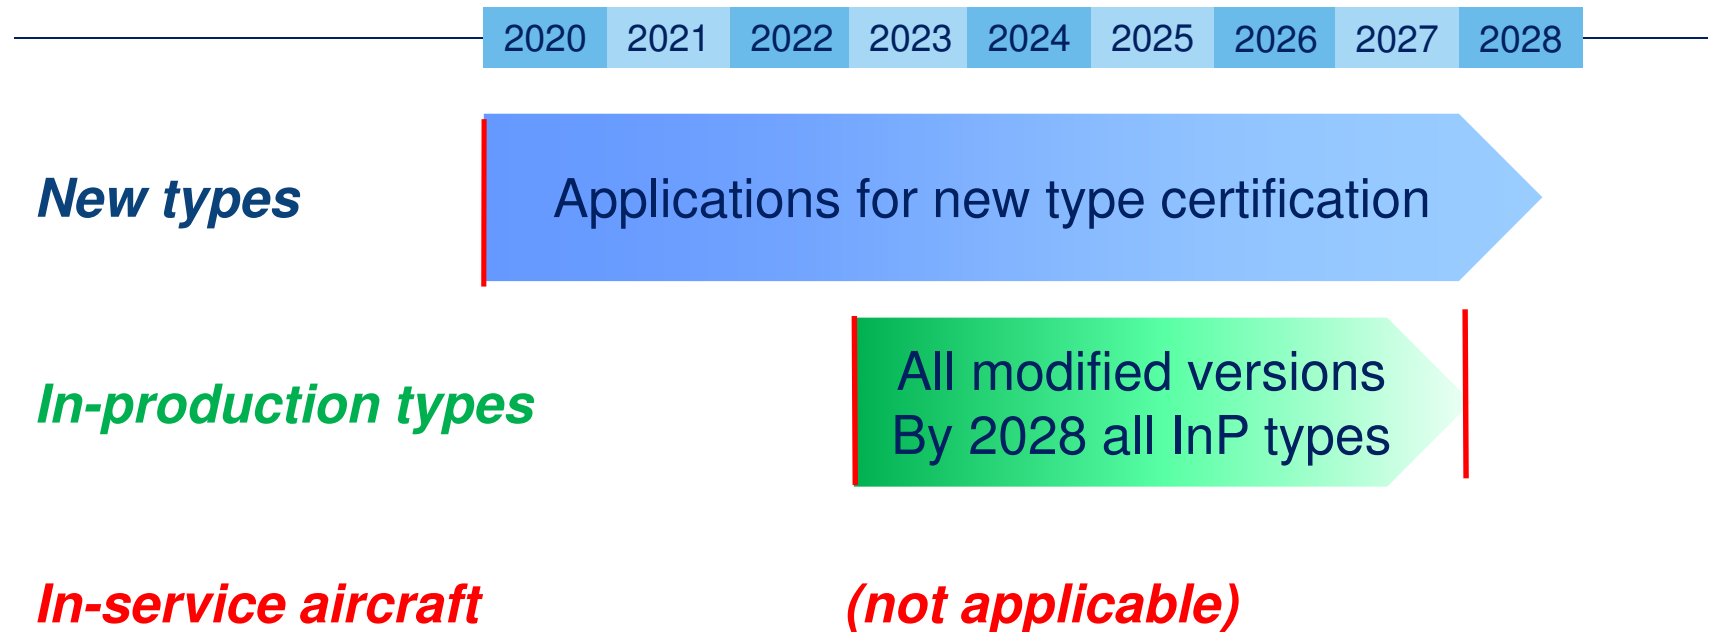 2020 2021 2022 2023 2024 2025 2026 2027 2028
New types
Applications for new type certification
In-production types
All modified versions
By 2028 all InP types
In-service aircraft
(not applicable)